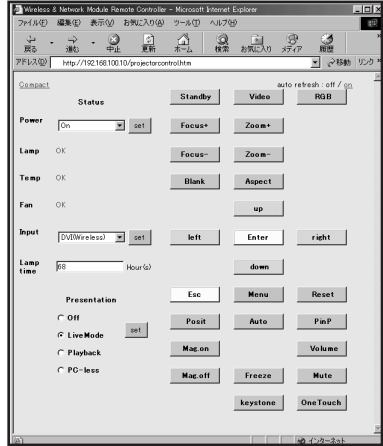 Wireless & Network Module Remote Controller - Microsoft Internet Explorer
ファイル(F) 編集(E) 表示(V) お気に入り(A) ツール(T) ヘルプ(H)
戻る 進む 中止 更新 ホーム 検索 お気に入り メディア 履歴
アドレス(D) http://192.168.100.10/projectorcontrol.htm 移動 リンク
Compact
auto refresh : off / on
Status
Standby Video RGB
Power On set
Focus+ Zoom+
Lamp OK
Focus- Zoom-
Temp OK
Blank Aspect
Fan OK
up
Input DVI(Wireless) set
left Enter right
Lamp time 68 Hour(s)
down
Presentation
Esc Menu Reset
Off
LiveMode set
Playback
PC-less
Posit Auto PinP
Mag.on Volume
Mag.off Freeze Mute
keystone OneTouch
インターネット